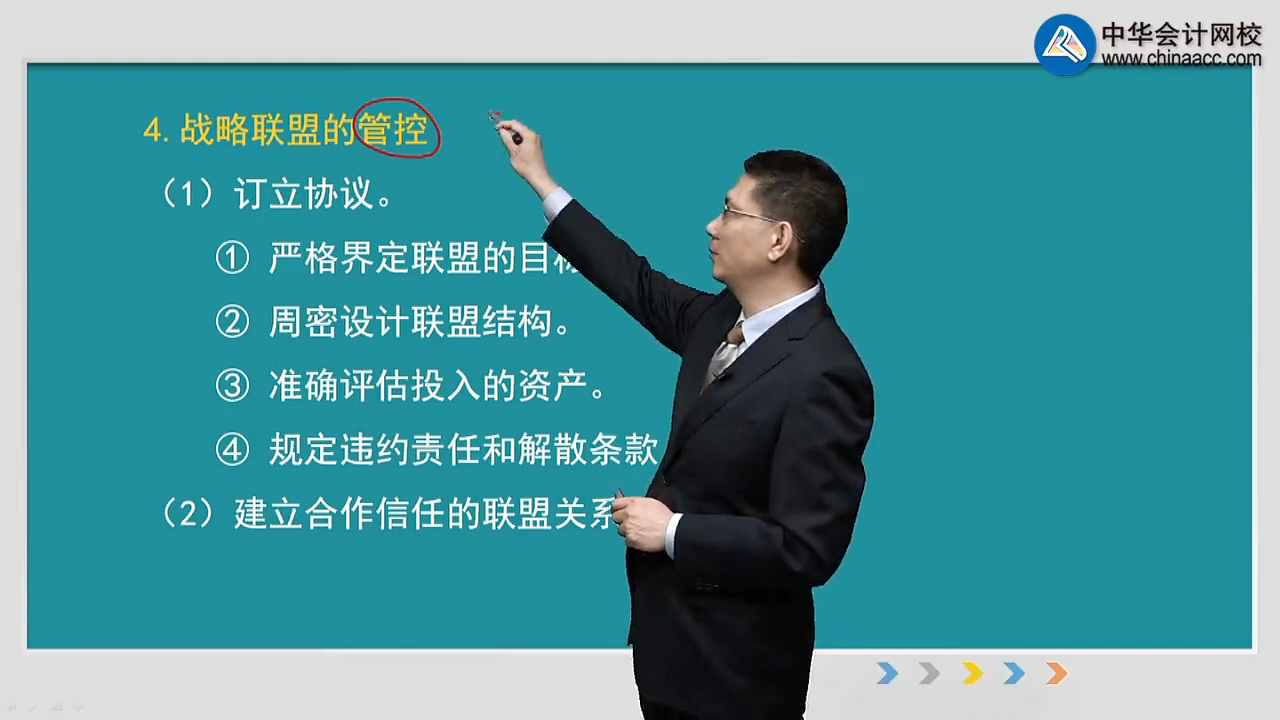 中华会计网校
www.chinaacc.com
4. 战略联盟的管控
（1）订立协议。
① 严格界定联盟的目标
② 周密设计联盟结构。
③ 准确评估投入的资产。
④ 规定违约责任和解散条款
（2）建立合作信任的联盟关系